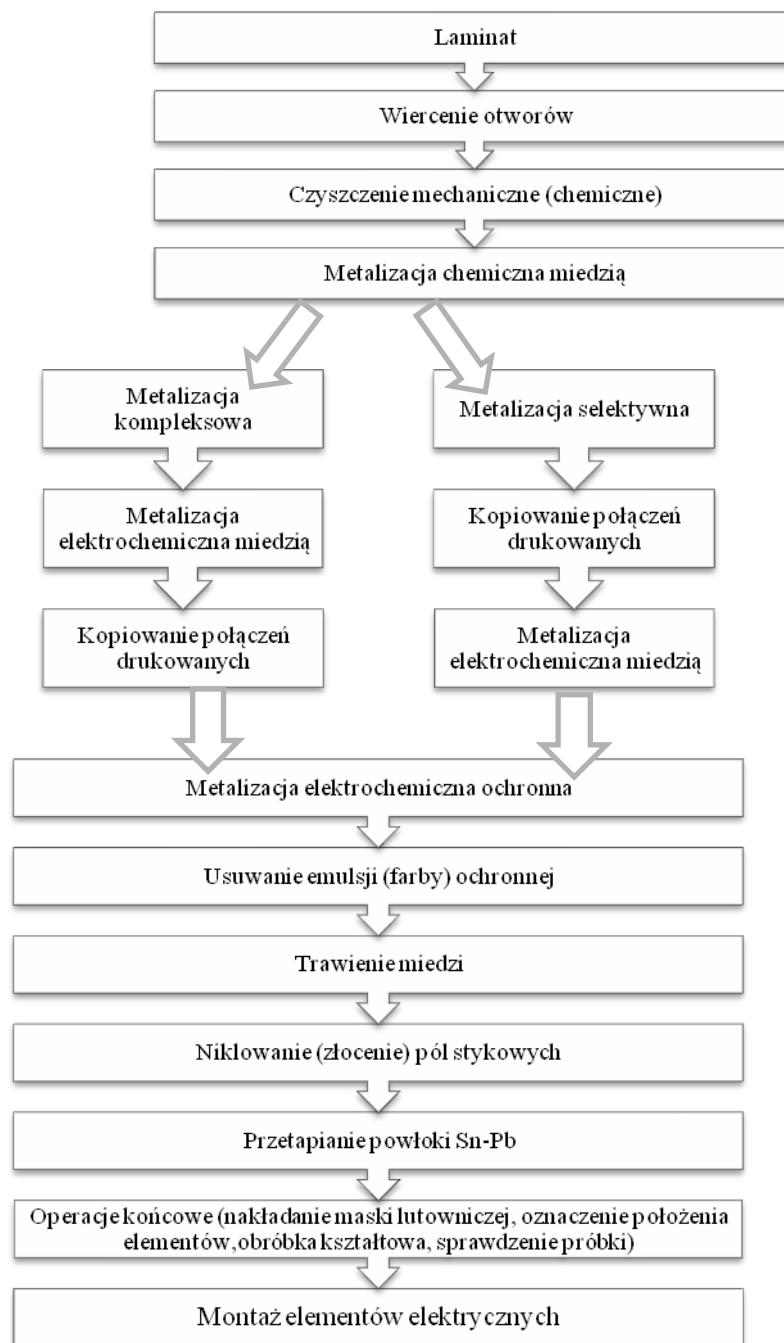 Laminat
Wiercenie otworów
Czyszczenie mechaniczne (chemiczne)
Metalizacja chemiczna miedzią
Metalizacja
kompleksowa
Metalizacja
elektrochemiczna miedzią
Kopiowanie połączeń
drukowanych
Metalizacja selektywna
Kopiowanie połączeń
drukowanych
Metalizacja
elektrochemiczna miedzią
Metalizacja elektrochemiczna ochronna
Usuwanie emulsji (farby) ochronnej
Trawienie miedzi
Niklowanie (złocenie) pól stykowych
Przetapianie powłoki Sn-Pb
Operacje końcowe (nakładanie maski lutowniczej, oznaczenie położenia
elementów,obróbka kształtowa, sprawdzenie próbki)
Montaż elementów elektrycznych